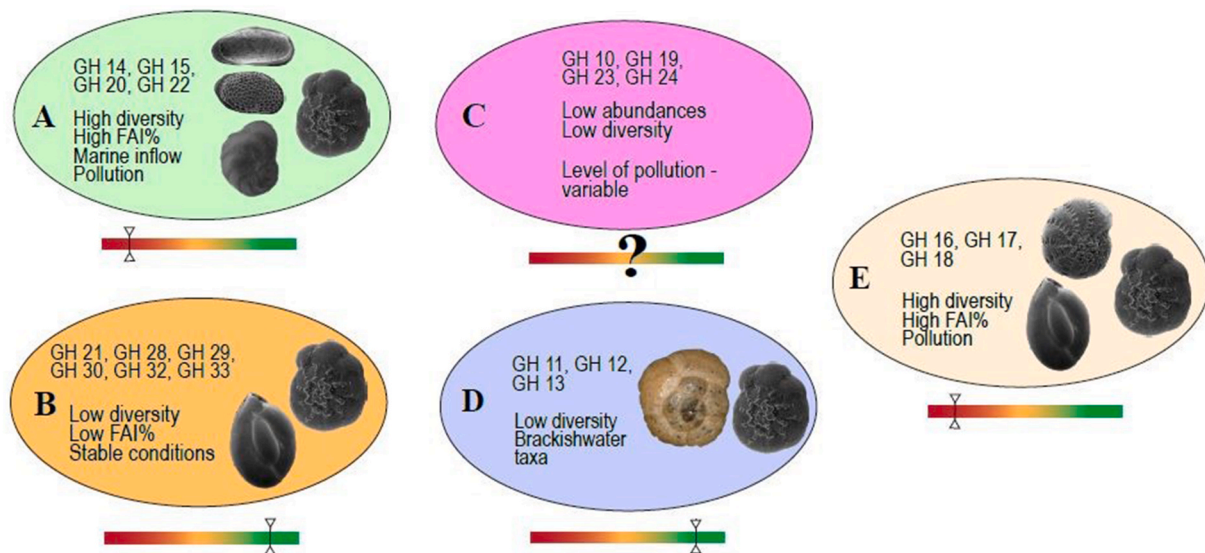 A
GH 14, GH 15,
GH 20, GH 22
High diversity
High FAI%
Marine inflow
Pollution
C
GH 10, GH 19,
GH 23, GH 24
Low abundances
Low diversity
Level of pollution -
variable
?
E
GH 16, GH 17,
GH 18
High diversity
High FAI%
Pollution
B
GH 21, GH 28, GH 29,
GH 30, GH 32, GH 33
Low diversity
Low FAI%
Stable conditions
D
GH 11, GH 12,
GH 13
Low diversity
Brackishwater
taxa